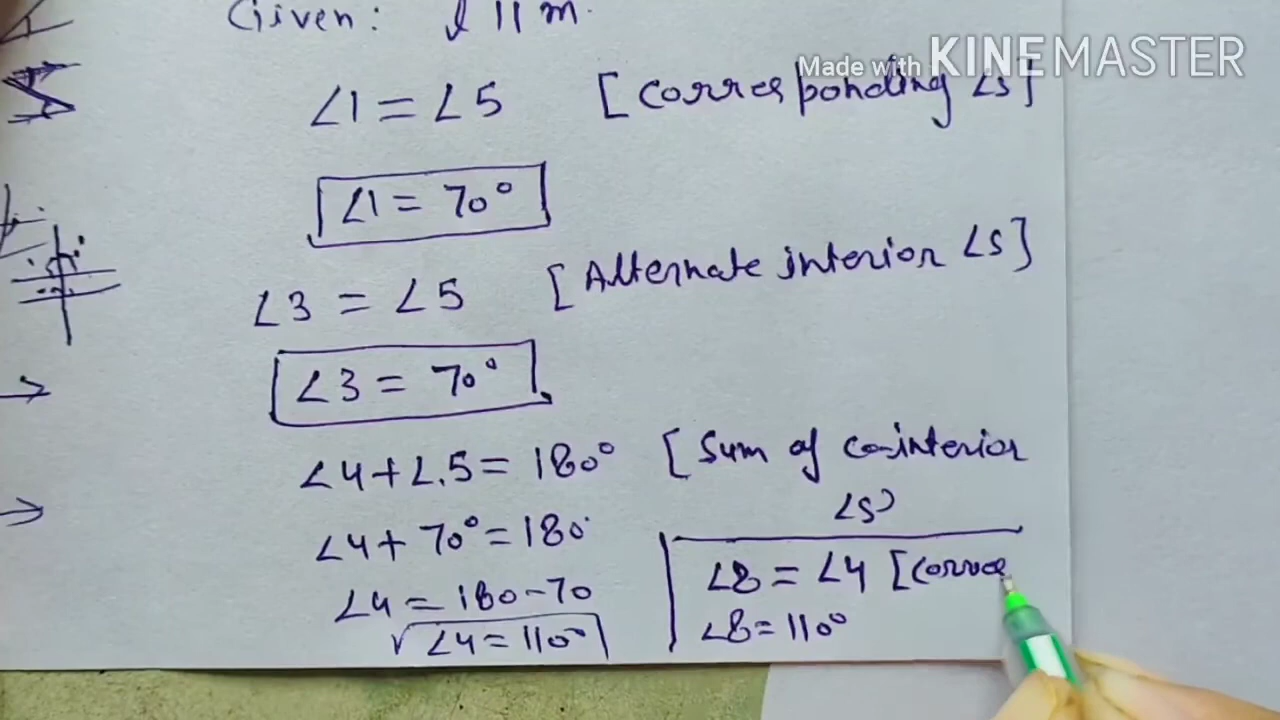 Given: l || m.
Made with KINEMASTER
∠1 = ∠5 [Corresponding ∠s]
∠1 = 70°
∠3 = ∠5 [Alternate interior ∠s]
∠3 = 70°
∠4 + ∠5 = 180° [Sum of co-interior
∠s]
∠4 + 70° = 180°
∠4 = 180 - 70
∠4 = 110°
∠8 = ∠4 [Corres
∠8 = 110°